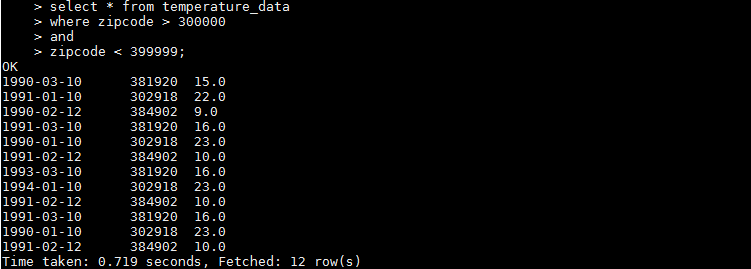 > select * from temperature_data
> where zipcode > 300000
> and
> zipcode < 399999;
OK
1990-03-10 381920 15.0
1991-01-10 302918 22.0
1990-02-12 384902 9.0
1991-03-10 381920 16.0
1990-01-10 302918 23.0
1991-02-12 384902 10.0
1993-03-10 381920 16.0
1994-01-10 302918 23.0
1991-02-12 384902 10.0
1991-03-10 381920 16.0
1990-01-10 302918 23.0
1991-02-12 384902 10.0
Time taken: 0.719 seconds, Fetched: 12 row(s)